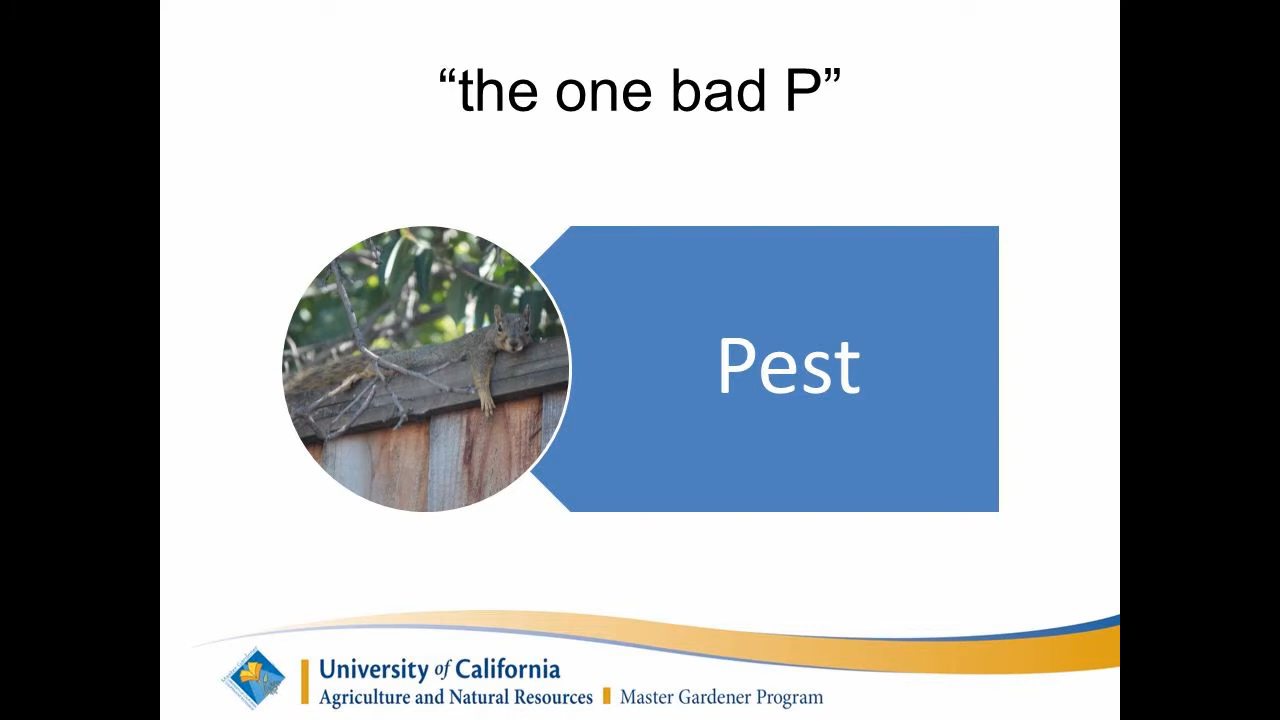 “the one bad P”
Pest
University of California
Agriculture and Natural Resources Master Gardener Program